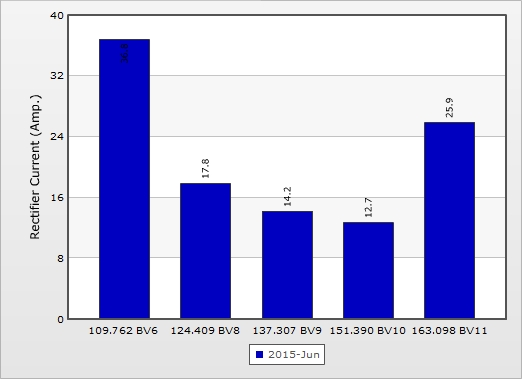 40
32
24
16
8
0
Rectifier Current (Amp.)
17.8
14.2
12.7
25.9
109.762 BV6
124.409 BV8
137.307 BV9
151.390 BV10
163.098 BV11
2015-Jun